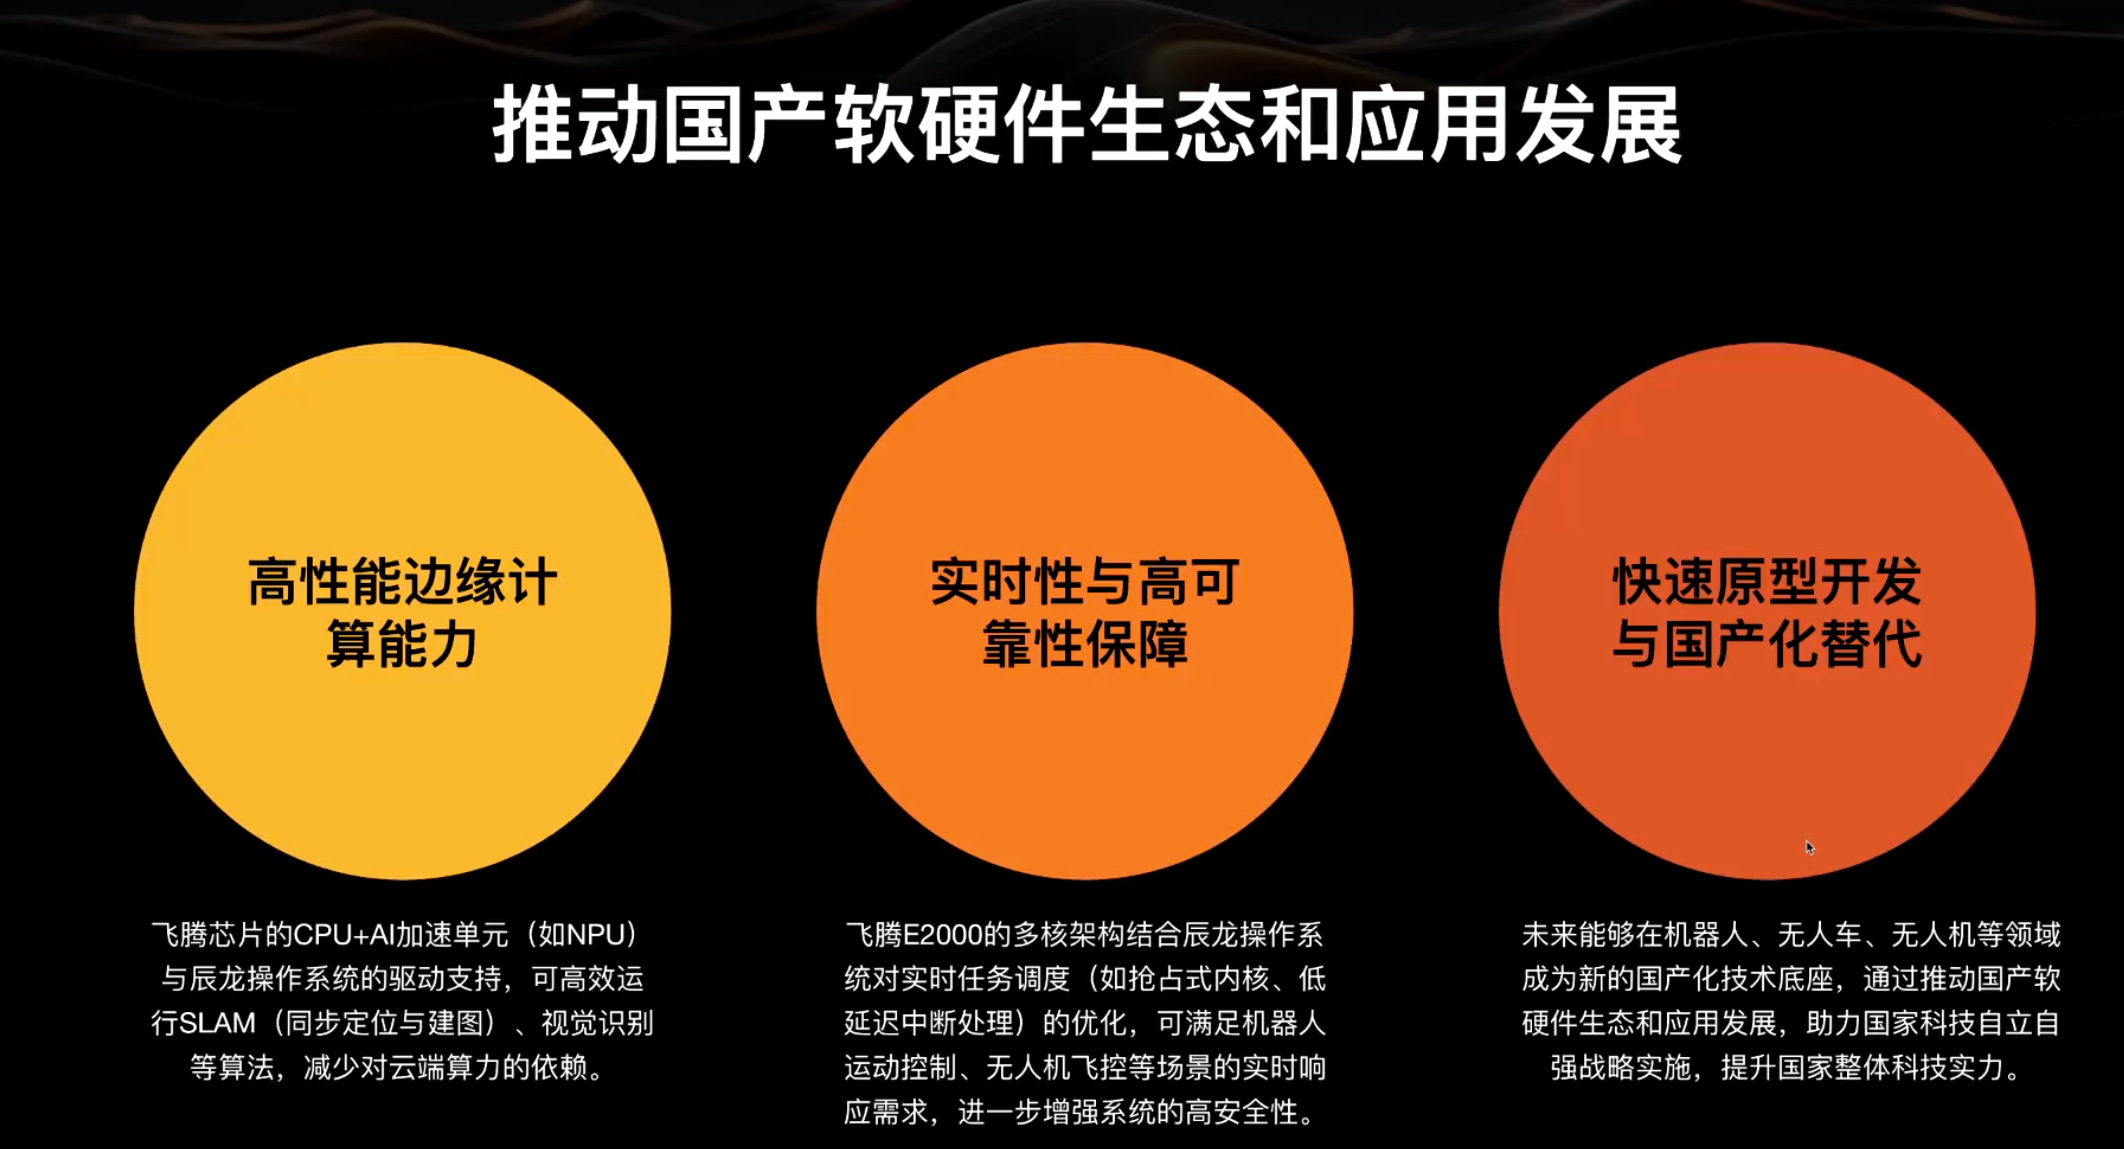 推动国产软硬件生态和应用发展
高性能边缘计
算能力
飞腾芯片的CPU+AI加速单元（如NPU）
与辰龙操作系统的驱动支持，可高效运
行SLAM（同步定位与建图）、视觉识别
等算法，减少对云端算力的依赖。
实时性与高可
靠性保障
飞腾E2000的多核架构结合辰龙操作系
统对实时任务调度（如抢占式内核、低
延迟中断处理）的优化，可满足机器人
运动控制、无人机飞控等场景的实时响
应需求，进一步增强系统的高安全性。
快速原型开发
与国产化替代
未来能够在机器人、无人车、无人机等领域
成为新的国产化技术底座，通过推动国产软
硬件生态和应用发展，助力国家科技自立自
强战略实施，提升国家整体科技实力。